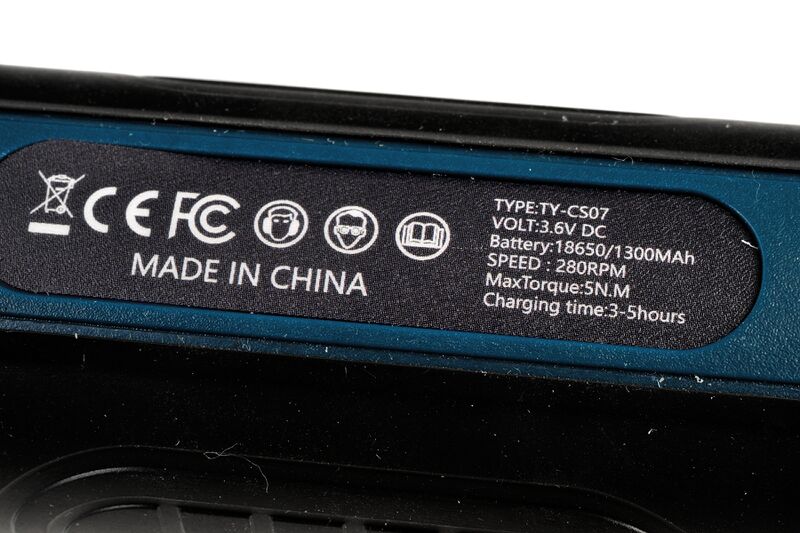 CE FC
MADE IN CHINA
TYPE:TY-CS07
VOLT:3.6V DC
Battery:18650/1300MAh
SPEED : 280RPM
MaxTorque:5N.M
Charging time:3-5hours